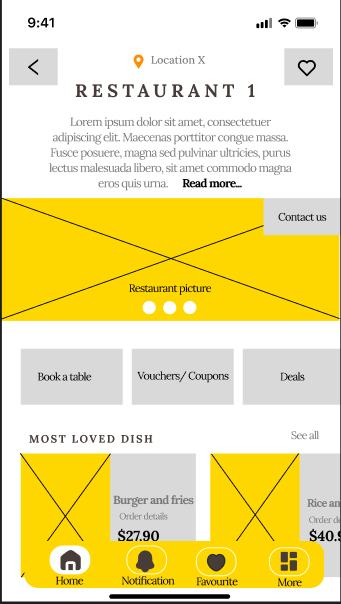 9:41
Location X
RESTAURANT 1
Lorem ipsum dolor sit amet, consectetuer
adipiscing elit. Maecenas porttitor congue massa.
Fusce posuere, magna sed pulvinar ultricies, purus
lectus malesuada libero, sit amet commodo magna
eros quis urna. Read more...
Contact us
Restaurant picture
Book a table
Vouchers/ Coupons
Deals
MOST LOVED DISH
See all
Burger and fries
Order details
$27.90
Rice an
Order de
$40.9
Home
Notification
Favourite
More